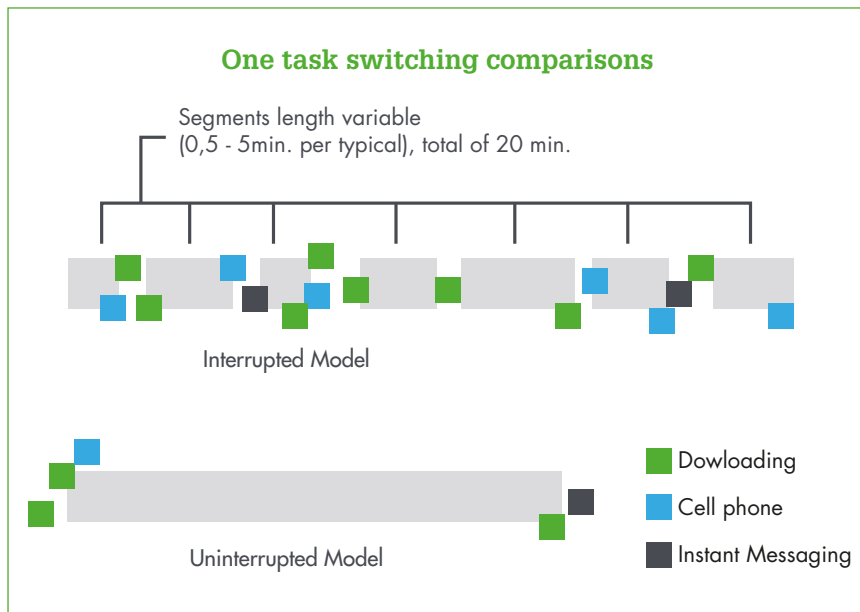 One task switching comparisons
Segments length variable
(0,5 - 5min. per typical), total of 20 min.
Interrupted Model
Dowloading
Cell phone
Uninterrupted Model
Instant Messaging